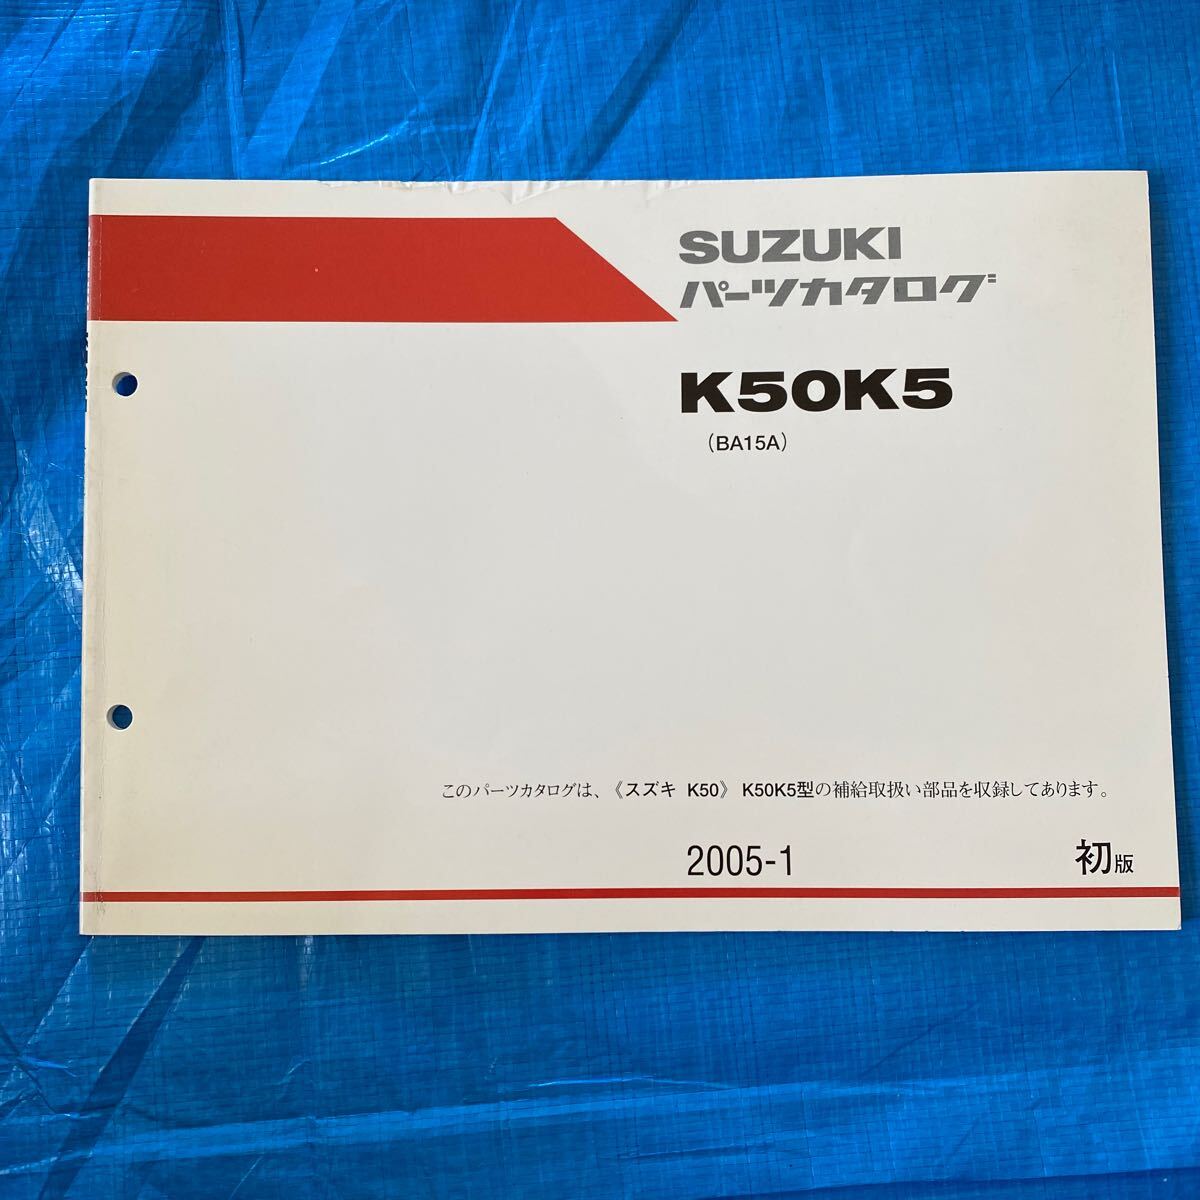 SUZUKI
パーツカタログ
K50K5
(BA15A)
このパーツカタログは、《スズキ K50》 K50K5型の補給取扱い部品を収録してあります。
2005-1 初版